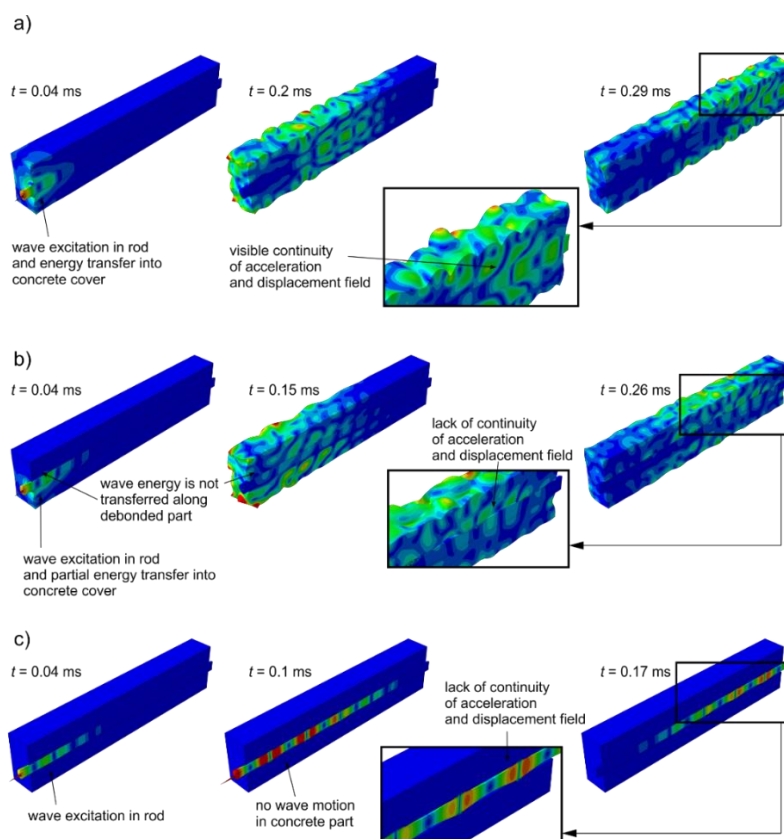 a)
t = 0.04 ms
t = 0.2 ms
t = 0.29 ms
wave excitation in rod
and energy transfer into
concrete cover
visible continuity
of acceleration
and displacement field
b)
t = 0.04 ms
t = 0.15 ms
t = 0.26 ms
lack of continuity
of acceleration
and displacement field
wave energy is not
transferred along
debonded part
wave excitation in rod
and partial energy transfer into
concrete cover
c)
t = 0.04 ms
t = 0.1 ms
t = 0.17 ms
lack of continuity
of acceleration
and displacement field
wave excitation in rod
no wave motion
in concrete part